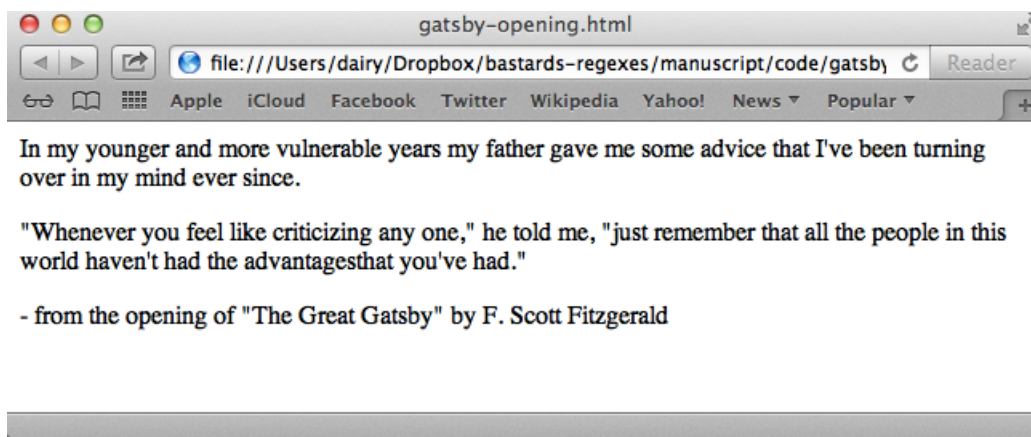 gatsby-opening.html
file:///Users/dairy/Dropbox/bastards-regexes/manuscript/code/gatsby Reader
Apple iCloud Facebook Twitter Wikipedia Yahoo! News Popular
In my younger and more vulnerable years my father gave me some advice that I've been turning
over in my mind ever since.
"Whenever you feel like criticizing any one," he told me, "just remember that all the people in this
world haven't had the advantagesthat you've had."
- from the opening of "The Great Gatsby" by F. Scott Fitzgerald